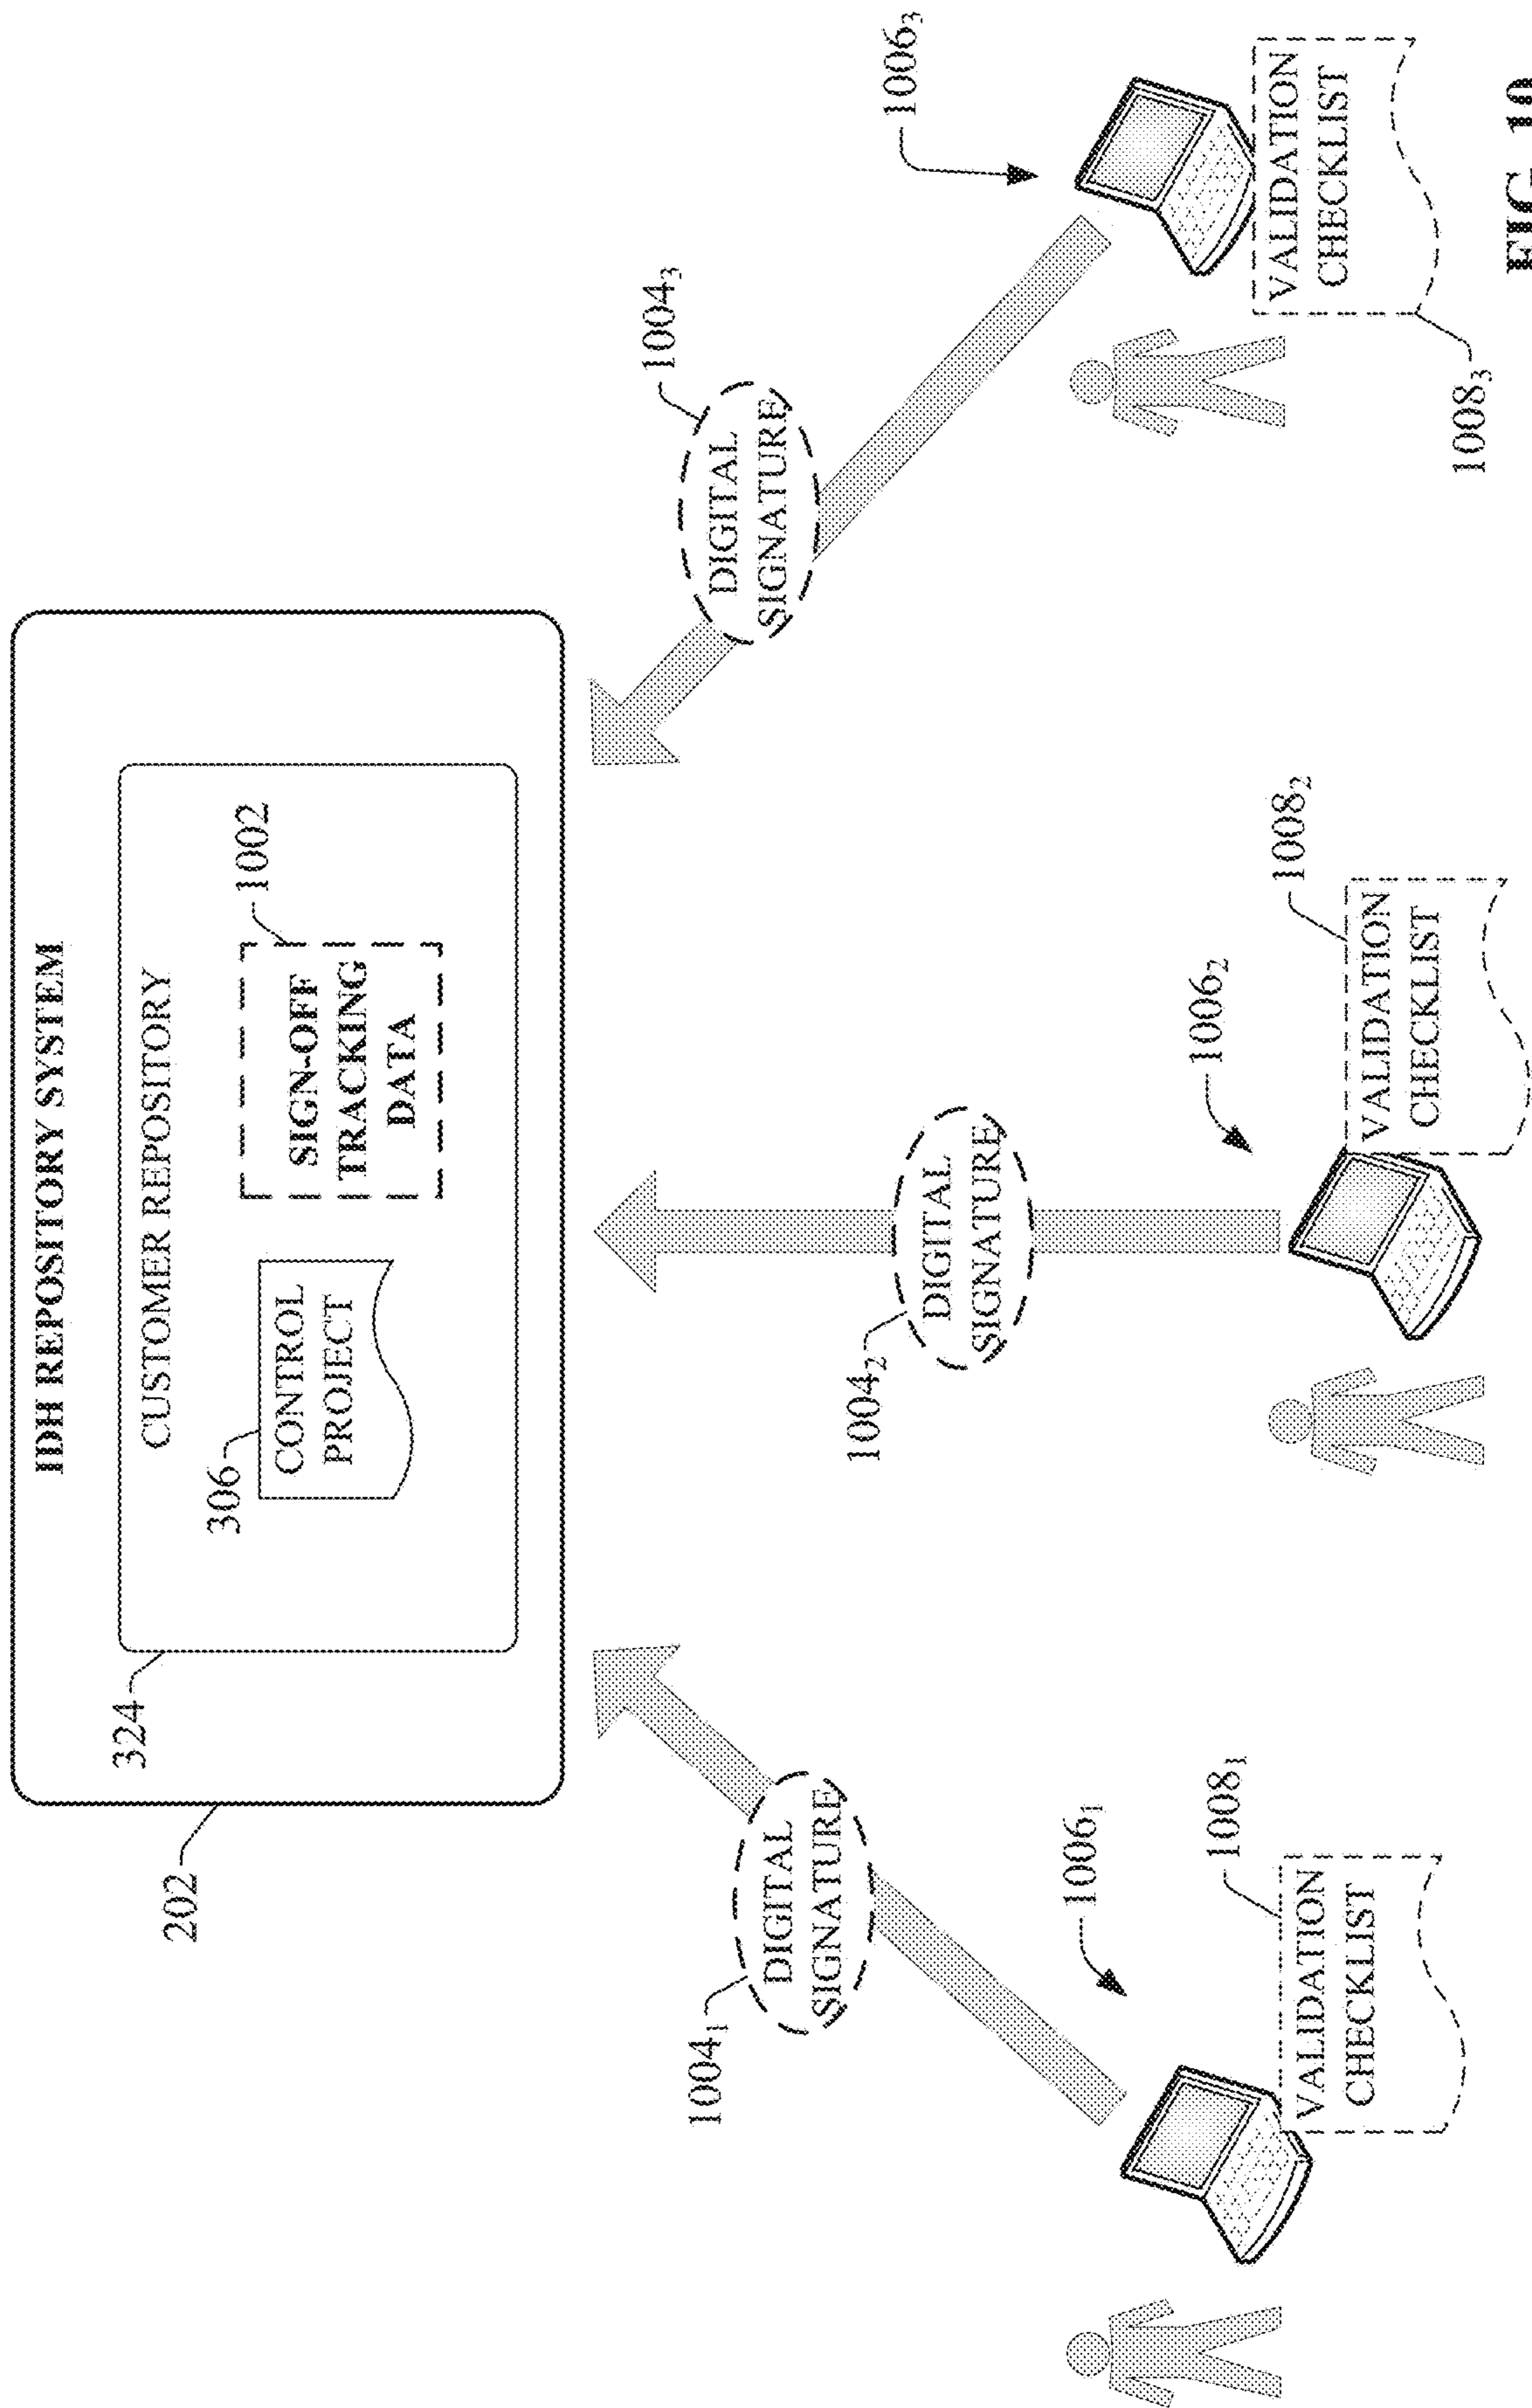 IDH REPOSITORY SYSTEM
202
324
CUSTOMER REPOSITORY
306
CONTROL
PROJECT
1002
SIGN-OFF
TRACKING
DATA
1004₁
DIGITAL
SIGNATURE
1004₂
DIGITAL
SIGNATURE
1004₃
DIGITAL
SIGNATURE
1006₁
1008₁
VALIDATION
CHECKLIST
1006₂
1008₂
VALIDATION
CHECKLIST
1006₃
VALIDATION
CHECKLIST
1008₃
FIG. 10